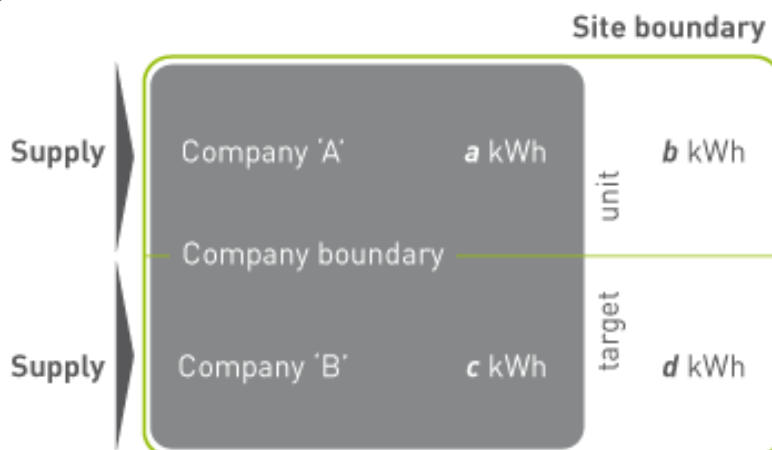 Site boundary
Supply
Company 'A'
a kWh
b kWh
unit
Company boundary
target
Supply
Company 'B'
c kWh
d kWh